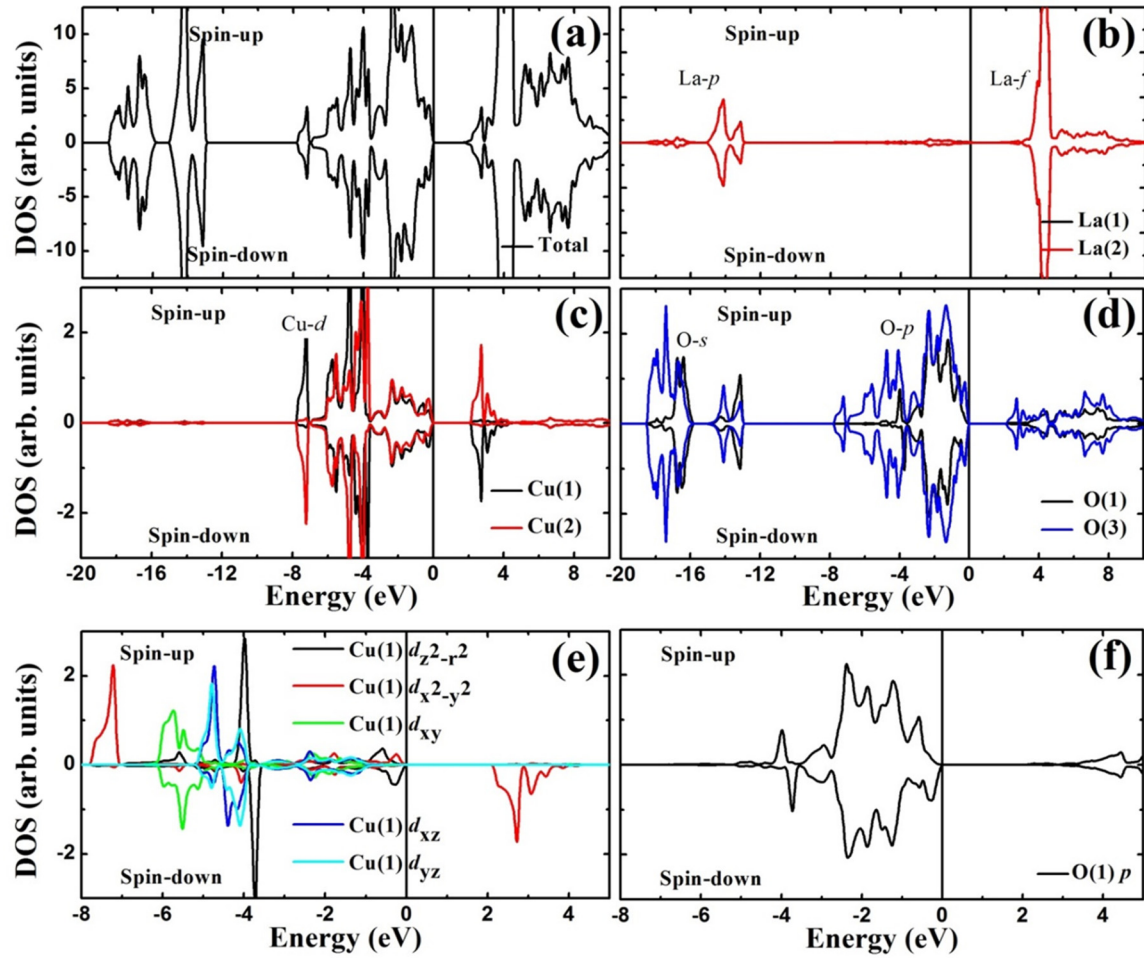 (a)
Spin-up
10
5
0
5
10
DOS (arb. units)
Spin-down
Total
(b)
Spin-up
La-p
La-f
Spin-down
La(1)
La(2)
(c)
Spin-up
Cu-d
2
0
-2
DOS (arb. units)
Spin-down
Cu(1)
Cu(2)
-20 -16 -12 -8 -4 0 4 8
Energy (eV)
(d)
Spin-up
O-s
O-p
Spin-down
O(1)
O(3)
-20 -16 -12 -8 -4 0 4 8
Energy (eV)
(e)
Spin-up
2
0
-2
DOS (arb. units)
Cu(1) dz²-r²
Cu(1) dx²-y²
Cu(1) dxy
Cu(1) dxz
Cu(1) dyz
Spin-down
-8 -6 -4 -2 0 2 4
Energy (eV)
(f)
Spin-up
Spin-down
O(1) p
-8 -6 -4 -2 0 2 4
Energy (eV)